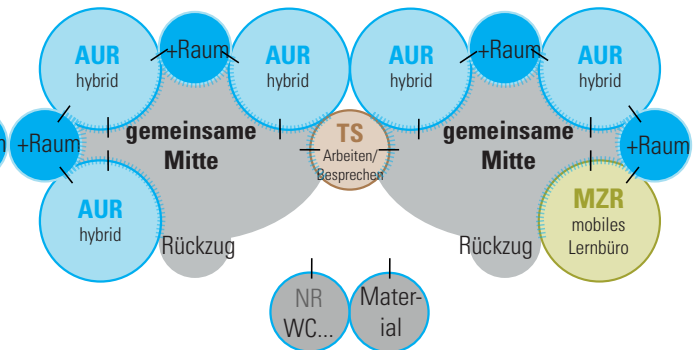 AUR
hybrid
+Raum
AUR
hybrid
AUR
hybrid
+Raum
AUR
hybrid
+Raum
gemeinsame
Mitte
TS
Arbeiten/
Besprechen
gemeinsame
Mitte
+Raum
AUR
hybrid
Rückzug
Rückzug
MZR
mobiles
Lernbüro
NR
WC...
Mater-
ial